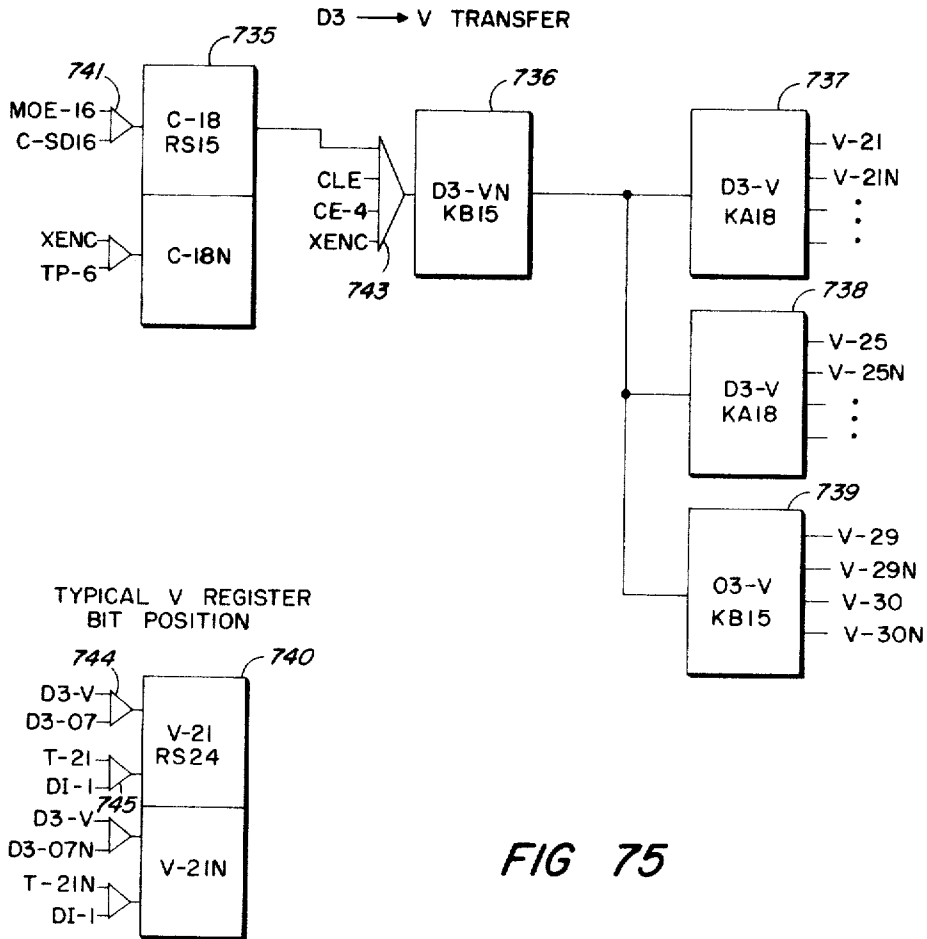 D3 → V TRANSFER
735
741
MOE-16
C-SD16
C-18
RS15
XENC
TP-6
C-18N
736
CLE
CE-4
XENC
743
D3-VN
KB15
737
D3-V
KA18
V-21
V-21N
738
D3-V
KA18
V-25
V-25N
739
O3-V
KB15
V-29
V-29N
V-30
V-30N
TYPICAL V REGISTER
BIT POSITION
740
744
D3-V
D3-07
T-21
DI-1
745
V-21
RS24
D3-V
D3-07N
T-21N
DI-1
V-21N
FIG 75